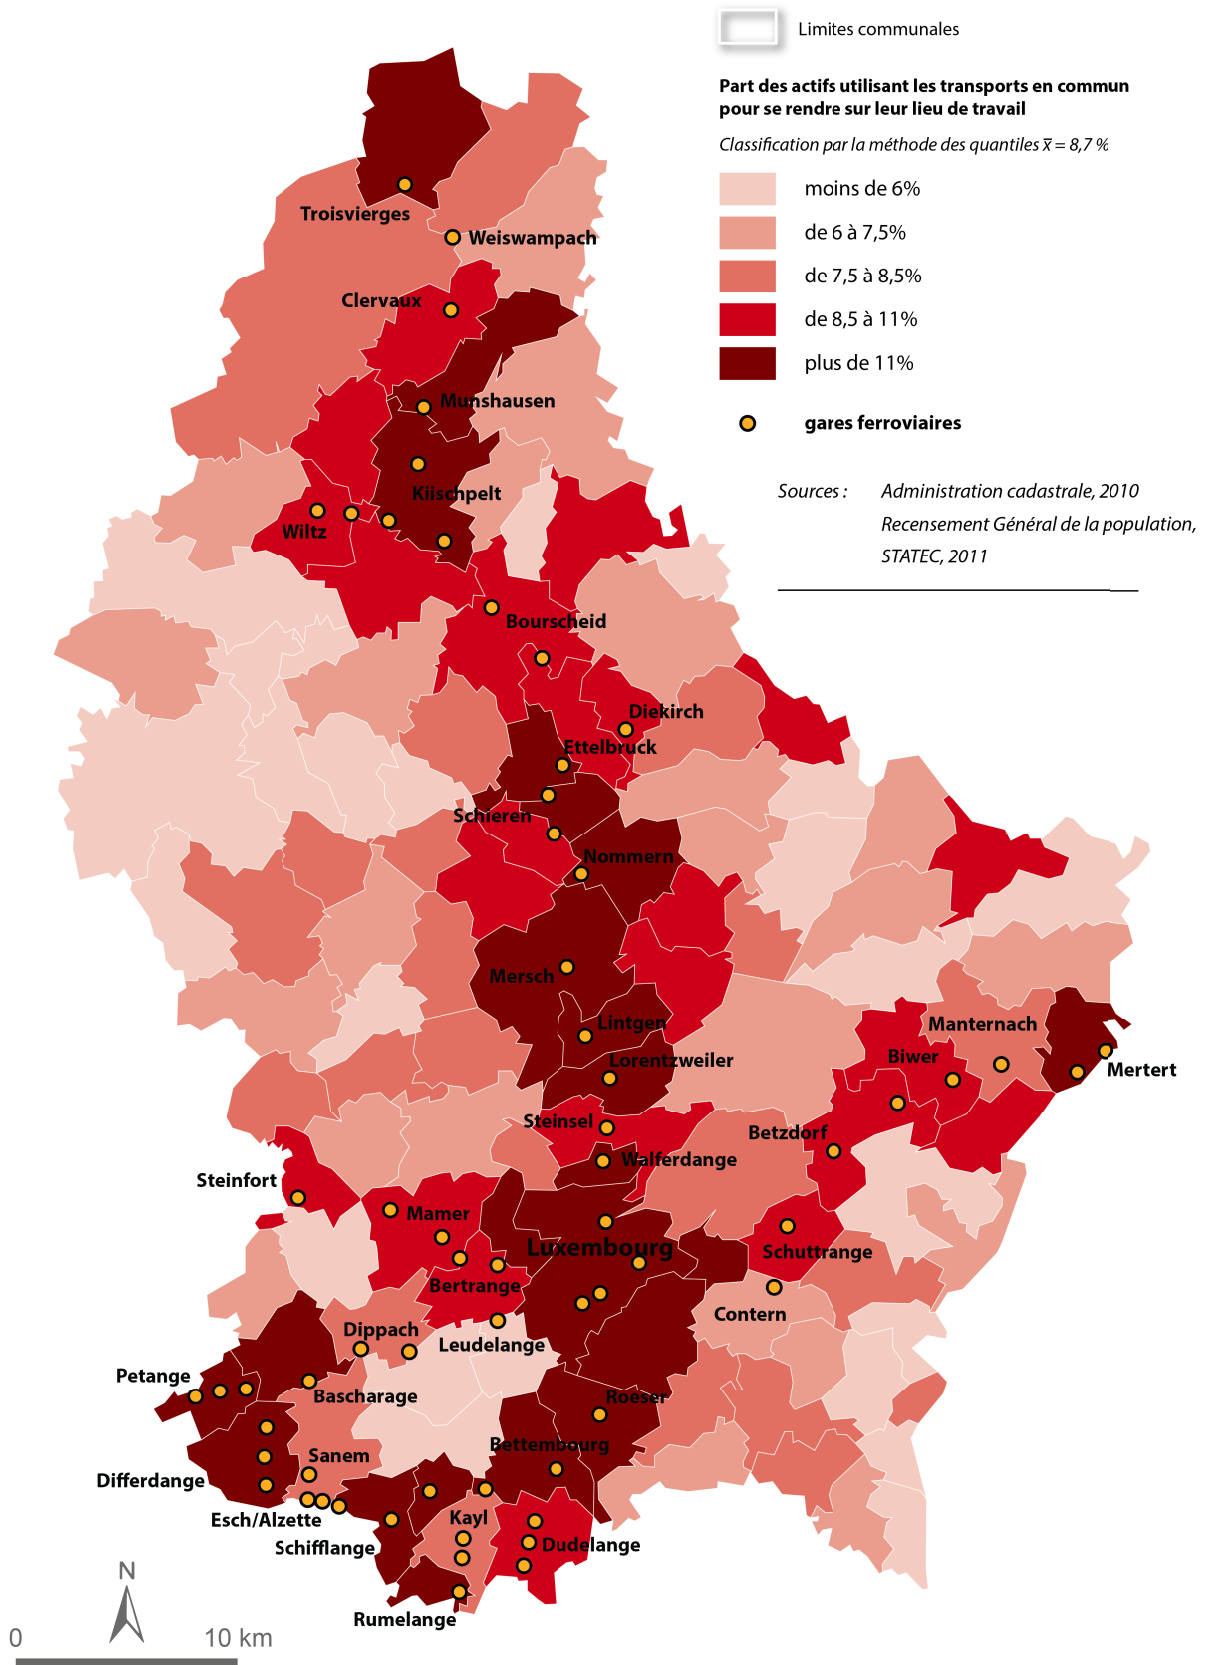 Limites communales
Part des actifs utilisant les transports en commun
pour se rendre sur leur lieu de travail
Classification par la méthode des quantiles x̅ = 8,7 %
moins de 6%
de 6 à 7,5%
de 7,5 à 8,5%
de 8,5 à 11%
plus de 11%
gares ferroviaires
Sources : Administration cadastrale, 2010
Recensement Général de la population,
STATEC, 2011
Troisvierges
Weiswampach
Clervaux
Munshausen
Kiischpelt
Wiltz
Bourscheid
Diekirch
Ettelbruck
Schieren
Nommern
Mersch
Lintgen
Manternach
Biwer
Lorentzweiler
Mertert
Steinsel
Betzdorf
Walferdange
Steinfort
Mamer
Luxembourg
Schuttrange
Bertrange
Contern
Dippach
Leudelange
Petange
Bascharage
Roeser
Bettembourg
Sanem
Differdange
Esch/Alzette
Kayl
Schifflange
Dudelange
Rumelange
N
0 10 km